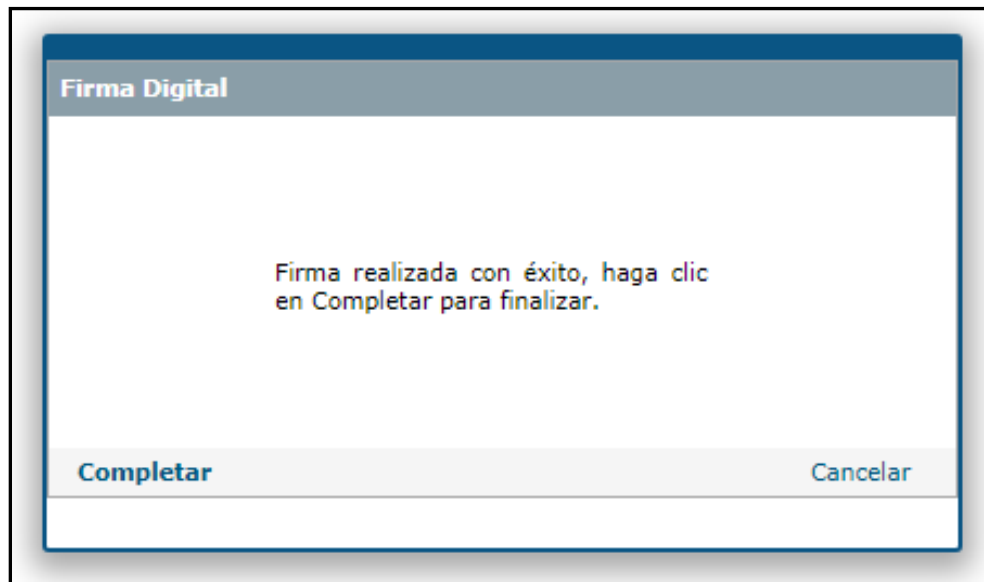 Firma Digital
Firma realizada con éxito, haga clic
en Completar para finalizar.
Completar
Cancelar